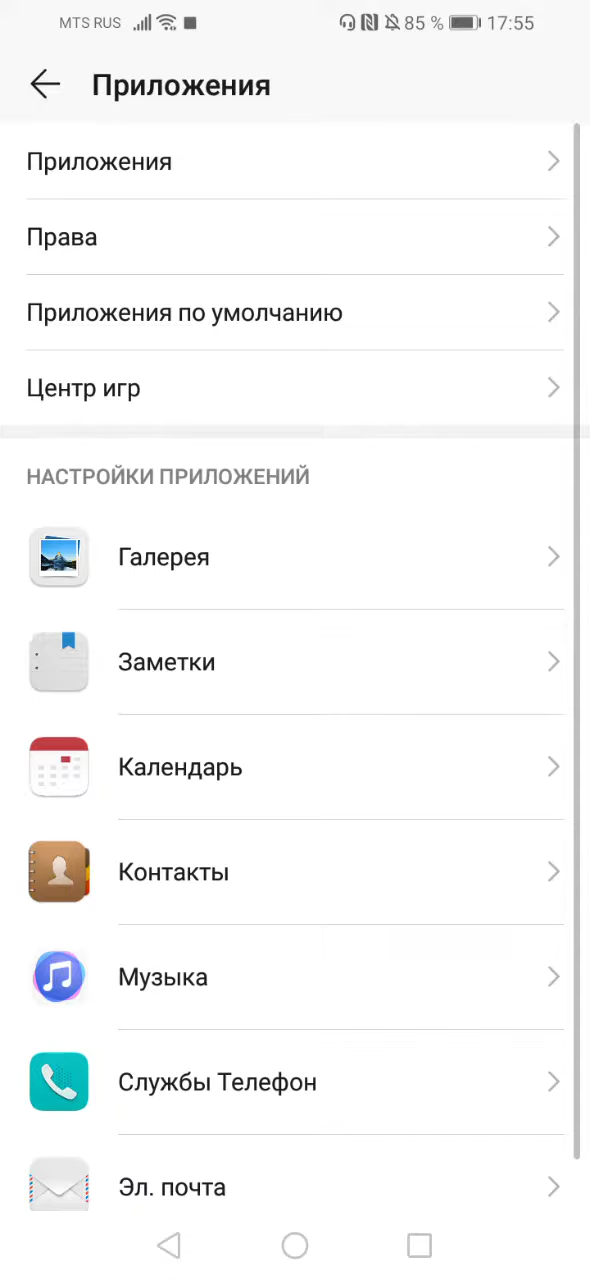 MTS RUS 85 % 17:55
Приложения
Приложения
Права
Приложения по умолчанию
Центр игр
НАСТРОЙКИ ПРИЛОЖЕНИЙ
Галерея
Заметки
Календарь
Контакты
Музыка
Службы Телефон
Эл. почта